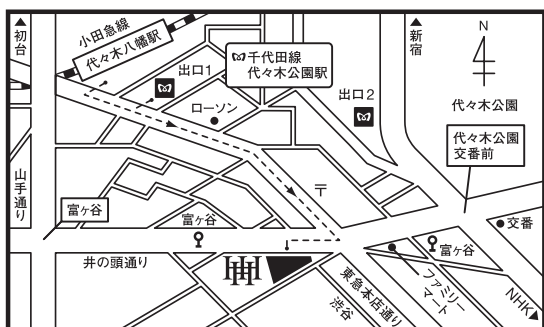 ▲初台
小田急線
代々木八幡駅
出口1
千代田線
代々木公園駅
▲新宿
N
ローソン
出口2
代々木公園
代々木公園
交番前
山手通り
富ヶ谷
富ヶ谷
〒
交番
富ヶ谷
井の頭通り
HH
東急本店通り
渋谷
ファミリー
マート
NHK▶